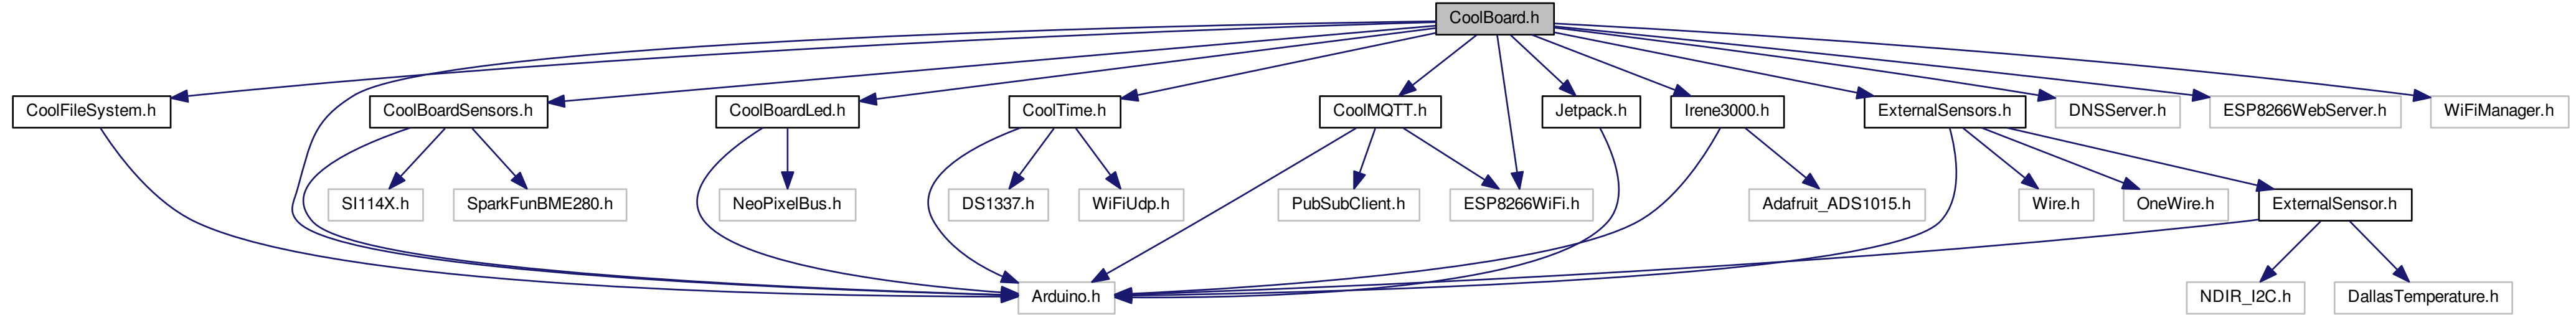 CoolBoard.h
CoolFileSystem.h
CoolBoardSensors.h
CoolBoardLed.h
CoolTime.h
CoolMQTT.h
Jetpack.h
Irene3000.h
ExternalSensors.h
DNSServer.h
ESP8266WebServer.h
WiFiManager.h
SI114X.h
SparkFunBME280.h
NeoPixelBus.h
DS1337.h
WiFiUdp.h
PubSubClient.h
ESP8266WiFi.h
Adafruit_ADS1015.h
Wire.h
OneWire.h
ExternalSensor.h
Arduino.h
NDIR_I2C.h
DallasTemperature.h